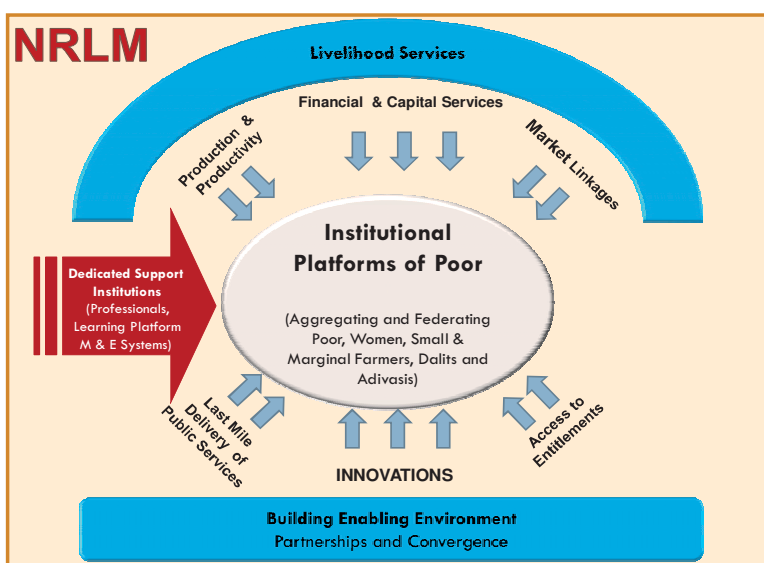 NRLM
Livelihood Services
Financial & Capital Services
Production &
Productivity
Market Linkages
Institutional
Platforms of Poor
(Aggregating and Federating
Poor, Women, Small &
Marginal Farmers, Dalits and
Adivasis)
Dedicated Support
Institutions
(Professionals,
Learning Platform
M & E Systems)
Last Mile
Delivery of
Public Services
INNOVATIONS
Access to
Entitlements
Building Enabling Environment
Partnerships and Convergence